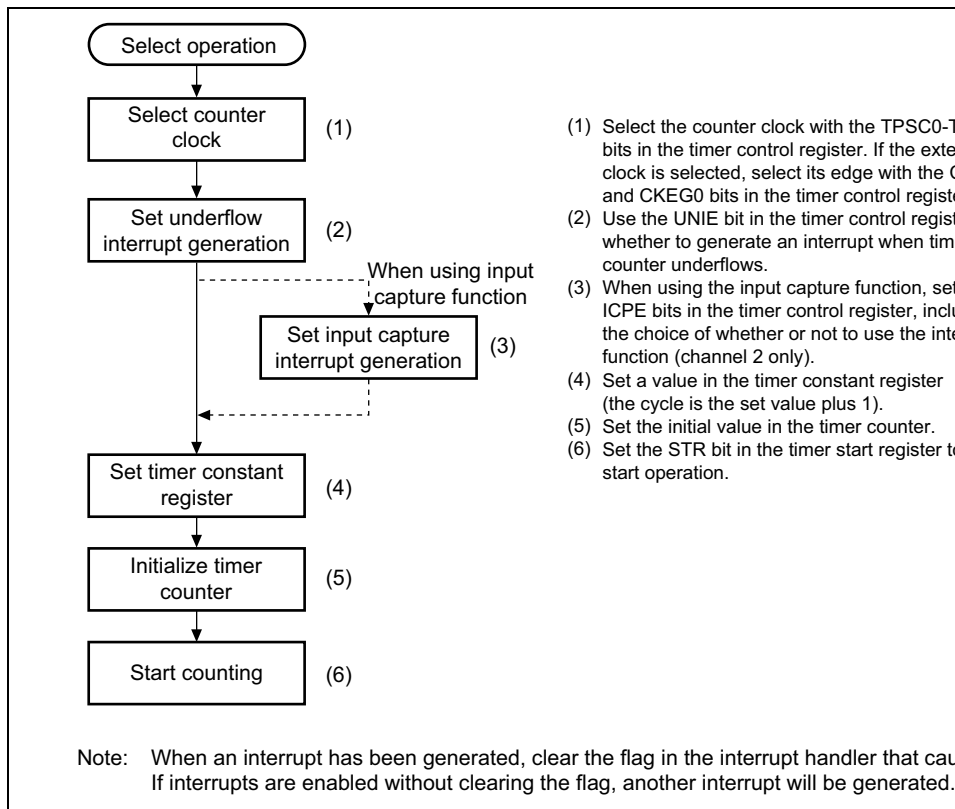 Select operation
Select counter
clock
(1)
Set underflow
interrupt generation
(2)
When using input
capture function
Set input capture
interrupt generation
(3)
Set timer constant
register
(4)
Initialize timer
counter
(5)
Start counting
(6)
(1) Select the counter clock with the TPSC0-
bits in the timer control register. If the
clock is selected, select its edge with the
and CKEG0 bits in the timer control
(2) Use the UNIE bit in the timer control
whether to generate an interrupt when
counter underflows.
(3) When using the input capture function, set
ICPE bits in the timer control register,
the choice of whether or not to use the
function (channel 2 only).
(4) Set a value in the timer constant register
(the cycle is the set value plus 1).
(5) Set the initial value in the timer counter.
(6) Set the STR bit in the timer start register
start operation.
Note: When an interrupt has been generated, clear the flag in the interrupt handler that
If interrupts are enabled without clearing the flag, another interrupt will be generated.